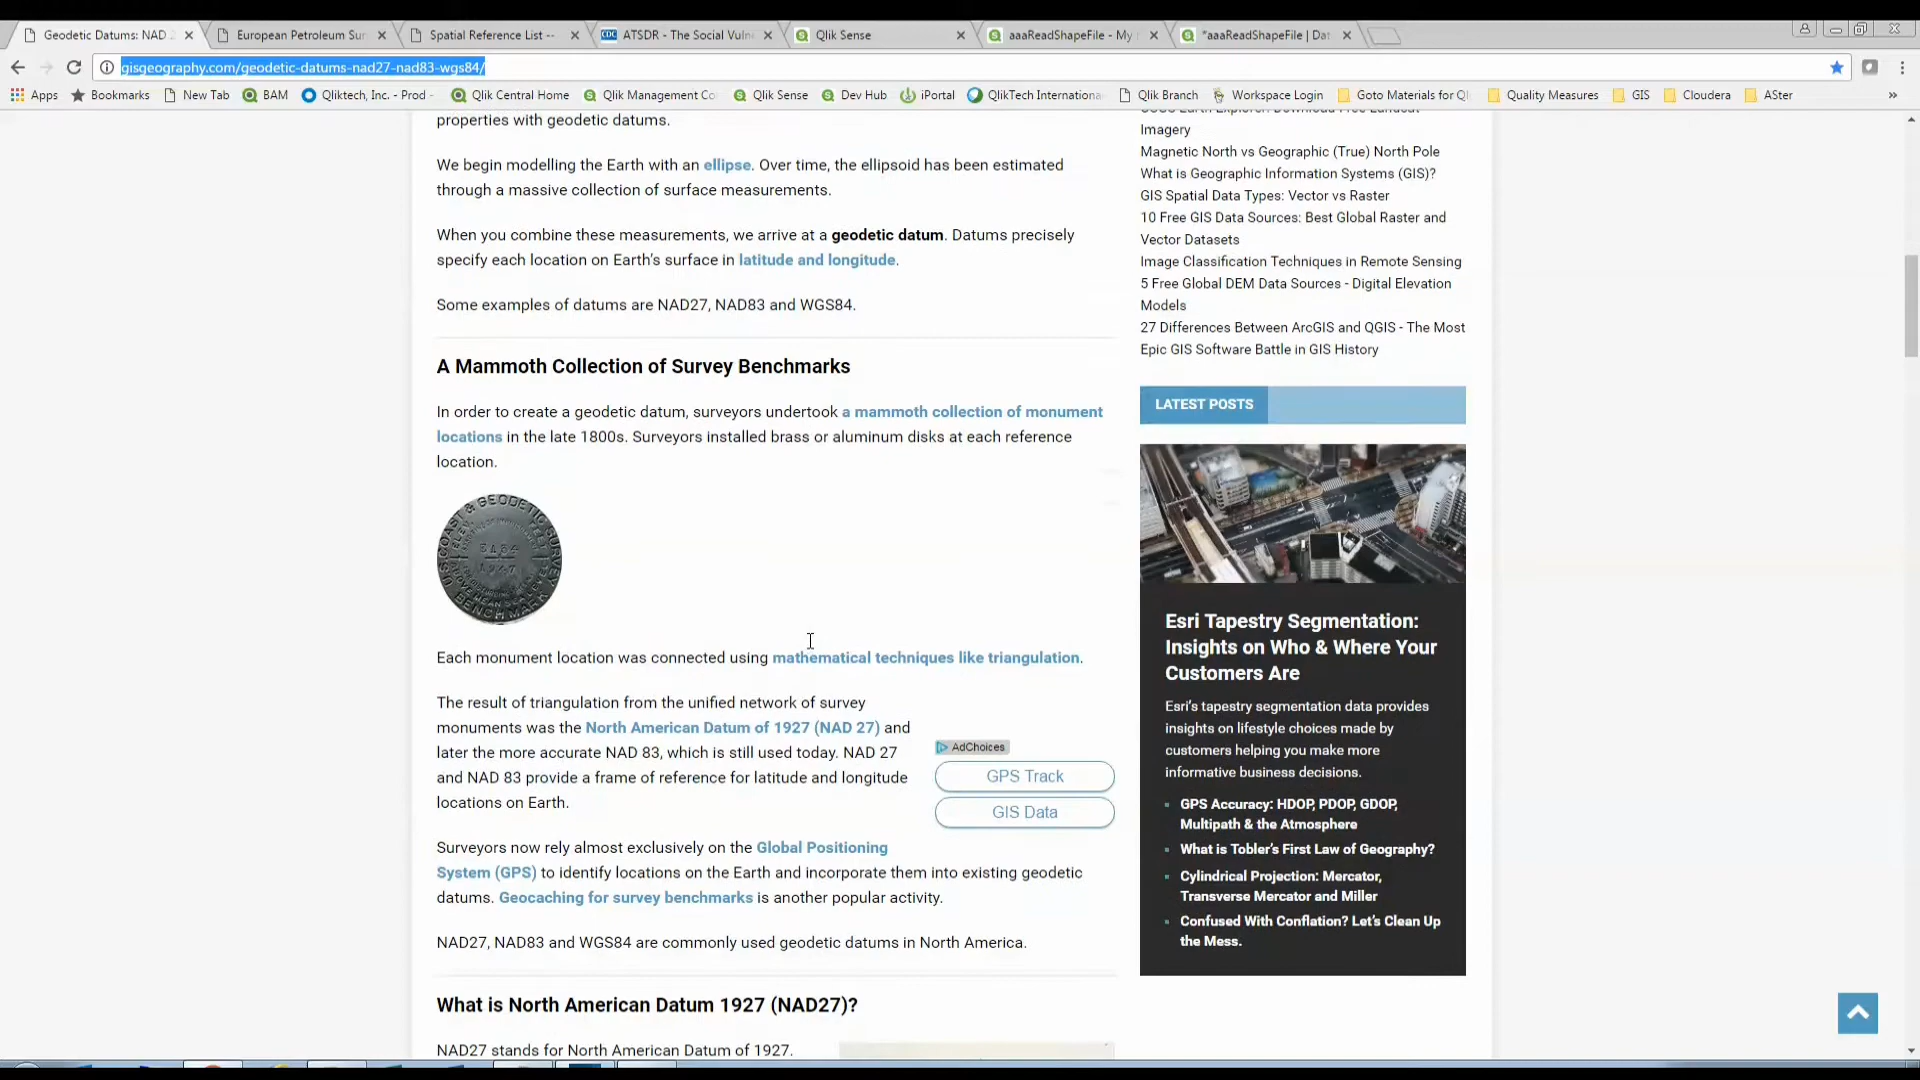 Geodetic Datums: NAD 2
European Petroleum Sur
Spatial Reference List --
CDC ATSDR - The Social Vuln
Qlik Sense
aaaReadShapeFile - My
*aaaReadShapeFile | Dat
gisgeography.com/geodetic-datums-nad27-nad83-wgs84/
Apps Bookmarks New Tab BAM Qliktech, Inc. - Prod - Qlik Central Home Qlik Management Co Qlik Sense Dev Hub iPortal QlikTech Internationa Qlik Branch Workspace Login Goto Materials for Ql Quality Measures GIS Cloudera ASter »
properties with geodetic datums.
We begin modelling the Earth with an ellipse. Over time, the ellipsoid has been estimated
through a massive collection of surface measurements.
When you combine these measurements, we arrive at a geodetic datum. Datums precisely
specify each location on Earth's surface in latitude and longitude.
Some examples of datums are NAD27, NAD83 and WGS84.
A Mammoth Collection of Survey Benchmarks
In order to create a geodetic datum, surveyors undertook a mammoth collection of monument
locations in the late 1800s. Surveyors installed brass or aluminum disks at each reference
location.
U.S. COAST & GEODETIC SURVEY
BENCH MARK
Each monument location was connected using mathematical techniques like triangulation.
The result of triangulation from the unified network of survey
monuments was the North American Datum of 1927 (NAD 27) and
later the more accurate NAD 83, which is still used today. NAD 27
and NAD 83 provide a frame of reference for latitude and longitude
locations on Earth.
AdChoices
GPS Track
GIS Data
Surveyors now rely almost exclusively on the Global Positioning
System (GPS) to identify locations on the Earth and incorporate them into existing geodetic
datums. Geocaching for survey benchmarks is another popular activity.
NAD27, NAD83 and WGS84 are commonly used geodetic datums in North America.
What is North American Datum 1927 (NAD27)?
NAD27 stands for North American Datum of 1927.
USGS Earth Explorer: Download Free Landsat
Imagery
Magnetic North vs Geographic (True) North Pole
What is Geographic Information Systems (GIS)?
GIS Spatial Data Types: Vector vs Raster
10 Free GIS Data Sources: Best Global Raster and
Vector Datasets
Image Classification Techniques in Remote Sensing
5 Free Global DEM Data Sources - Digital Elevation
Models
27 Differences Between ArcGIS and QGIS - The Most
Epic GIS Software Battle in GIS History
LATEST POSTS
Esri Tapestry Segmentation:
Insights on Who & Where Your
Customers Are
Esri's tapestry segmentation data provides
insights on lifestyle choices made by
customers helping you make more
informative business decisions.
GPS Accuracy: HDOP, PDOP, GDOP,
Multipath & the Atmosphere
What is Tobler's First Law of Geography?
Cylindrical Projection: Mercator,
Transverse Mercator and Miller
Confused With Conflation? Let's Clean Up
the Mess.